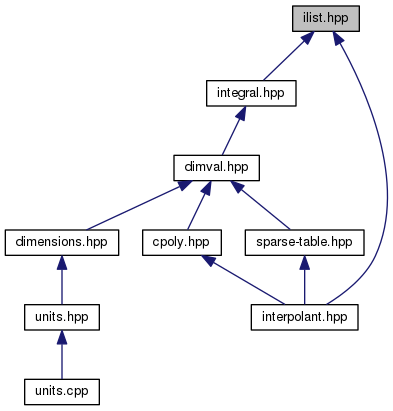 ilist.hpp
integral.hpp
dimval.hpp
dimensions.hpp
cpoly.hpp
sparse-table.hpp
units.hpp
interpolant.hpp
units.cpp